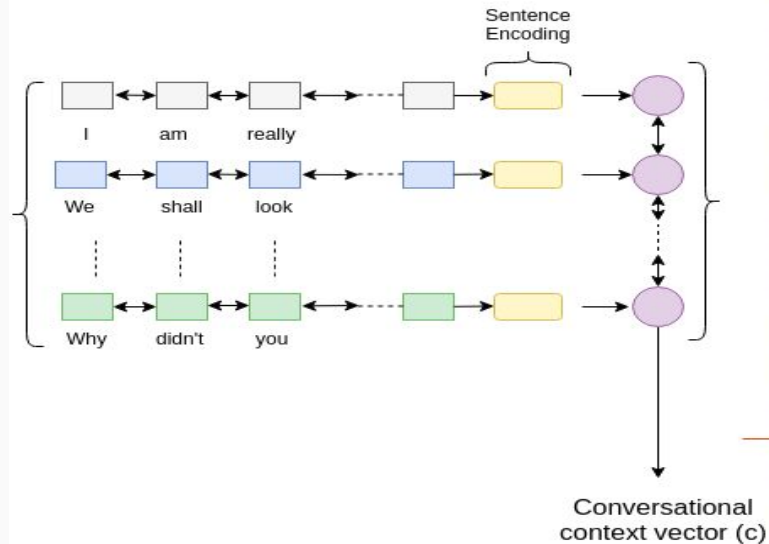 Sentence
Encoding
I am really
We shall look
Why didn't you
Conversational
context vector (c)